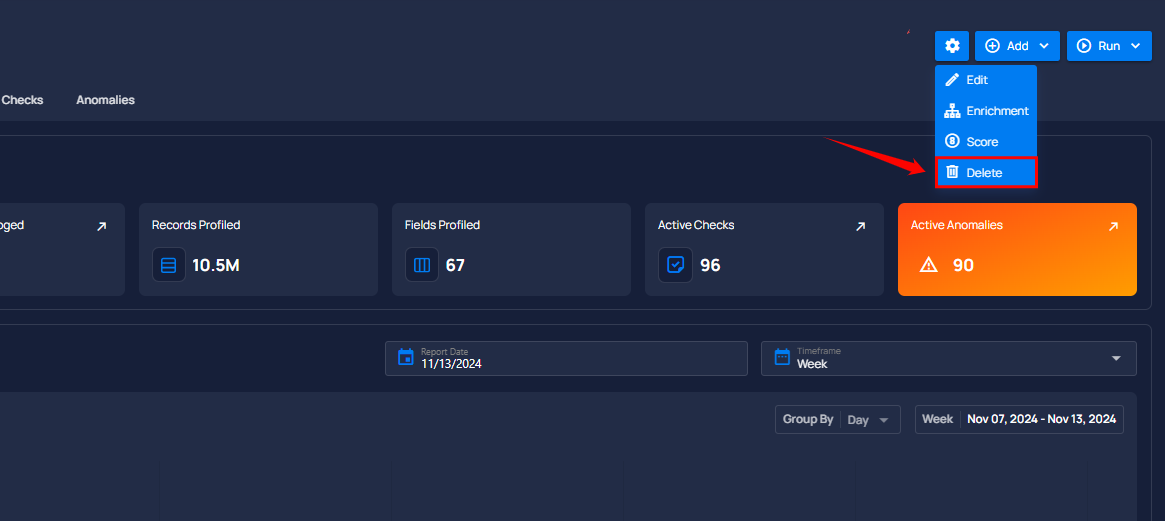 Add
Run
Edit
Enrichment
Score
Delete
Checks
Anomalies
Records Profiled
Fields Profiled
Active Checks
Active Anomalies
10.5M
67
96
90
Report Date
11/13/2024
Timeframe
Week
Group By
Day
Week
Nov 07, 2024 - Nov 13, 2024